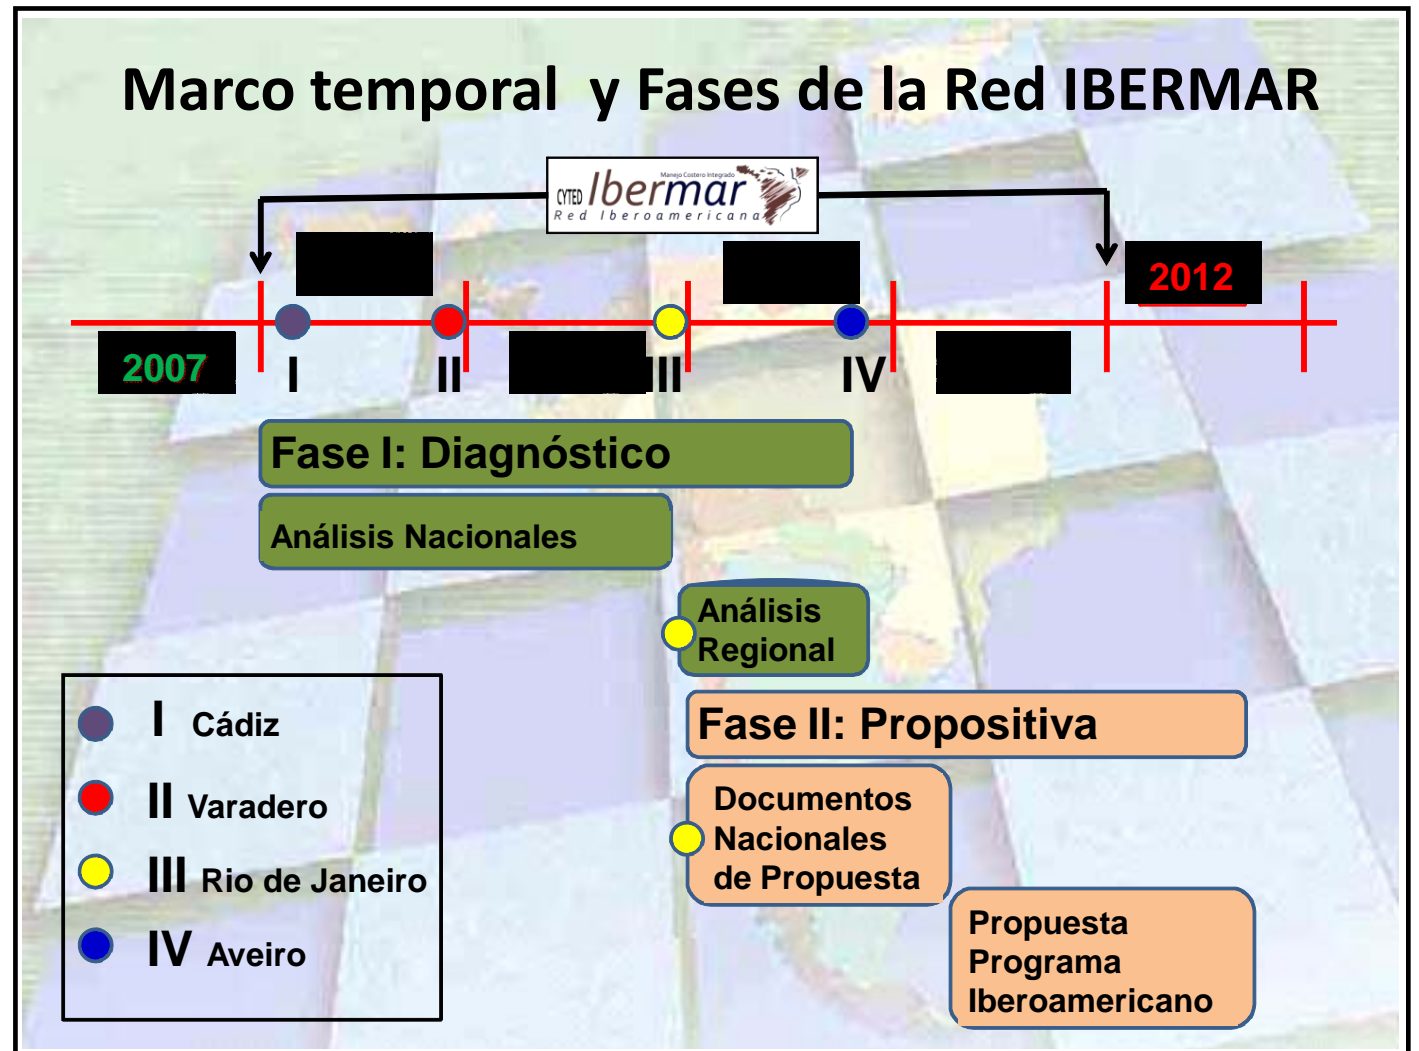 Marco temporal y Fases de la Red IBERMAR
Manejo Costero Integrado
CYTED Ibermar
Red Iberoamericana
2012
2007
I
II
III
IV
Fase I: Diagnóstico
Análisis Nacionales
Análisis
Regional
Fase II: Propositiva
Documentos
Nacionales
de Propuesta
Propuesta
Programa
Iberoamericano
I Cádiz
II Varadero
III Rio de Janeiro
IV Aveiro